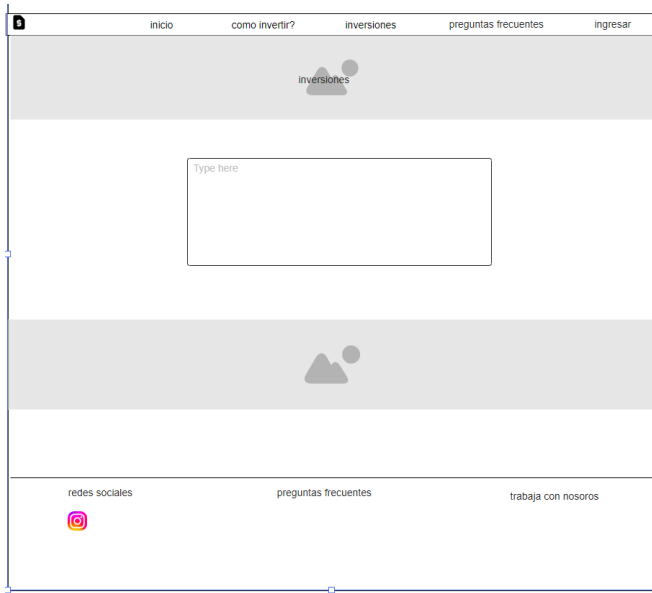 $
inicio
como invertir?
inversiones
preguntas frecuentes
ingresar
inversiones
Type here
redes sociales
preguntas frecuentes
trabaja con nosoros